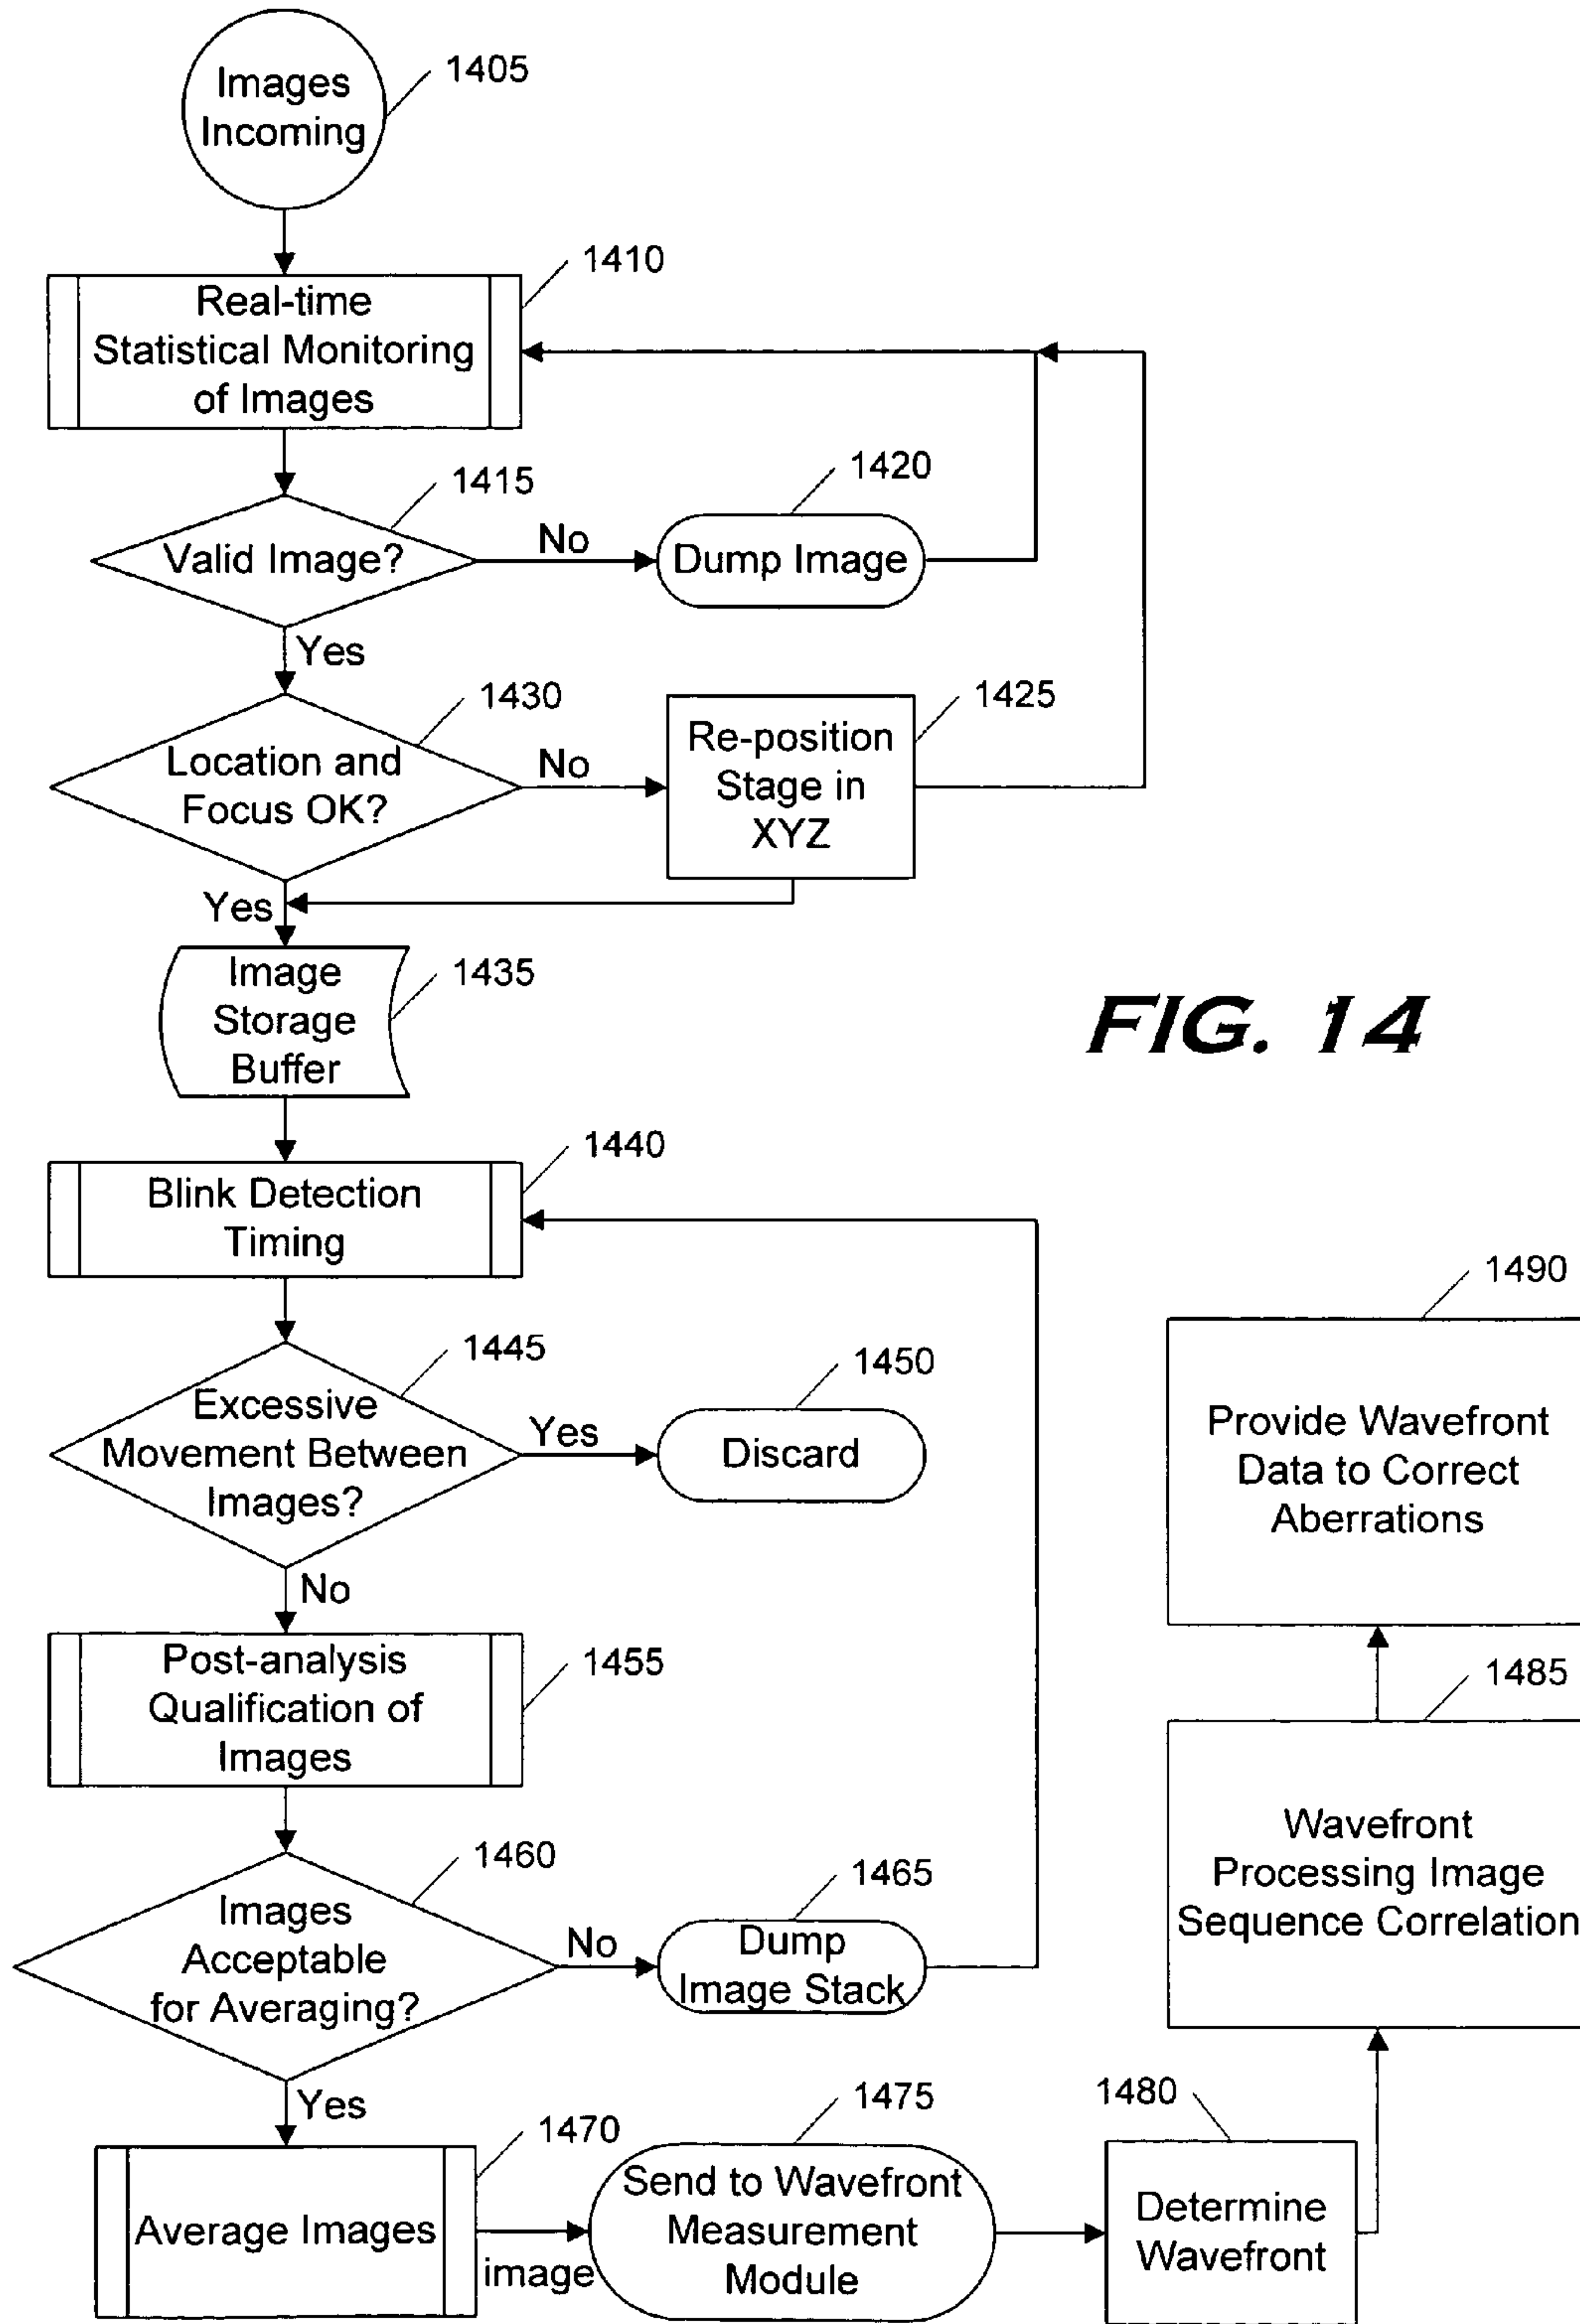 Images
Incoming
1405
1410
Real-time
Statistical Monitoring
of Images
1415
Valid Image?
No
1420
Dump Image
Yes
1430
Location and
Focus OK?
No
1425
Re-position
Stage in
XYZ
Yes
Image
Storage
Buffer
1435
FIG. 14
1440
Blink Detection
Timing
1445
Excessive
Movement Between
Images?
Yes
1450
Discard
No
Post-analysis
Qualification of
Images
1455
1460
Images
Acceptable
for Averaging?
No
1465
Dump
Image Stack
Yes
1470
Average Images
image
1475
Send to Wavefront
Measurement
Module
1480
Determine
Wavefront
1485
Wavefront
Processing Image
Sequence Correlation
1490
Provide Wavefront
Data to Correct
Aberrations